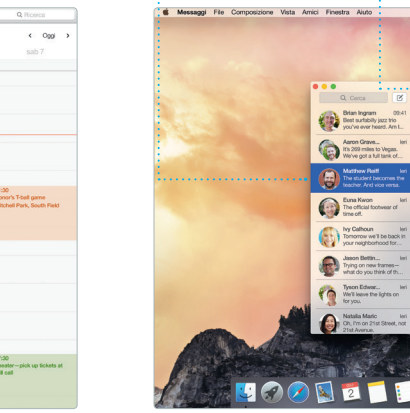 Ricerca
Oggi
sab 7
:30
onor's T-ball game
itchell Park, South Field
7:30
eater—pick up tickets at
ll call
Messaggi File Composizione Vista Amici Finestra Aiuto
Cerca
Brian Ingram 09:41
Best surfabilly jazz trio
you've ever heard. Am I...
Aaron Grave... Ieri
It's 269 miles to Vegas.
We've got a full tank of...
Matthew Reiff Ieri
The student becomes the
teacher. And vice versa.
Euna Kwon Ieri
The official footwear of
time off.
Ivy Calhoun Ieri
Tomorrow we'll be back in
your neighborhood for...
Jason Bettin... Ieri
Trying on new frames—
what do you think of th...
Tyson Edwar... Ieri
We'll leave the lights on
for you.
Natalia Maric Ieri
Oh, I'm on 21st Street, not
21st Avenue.
2